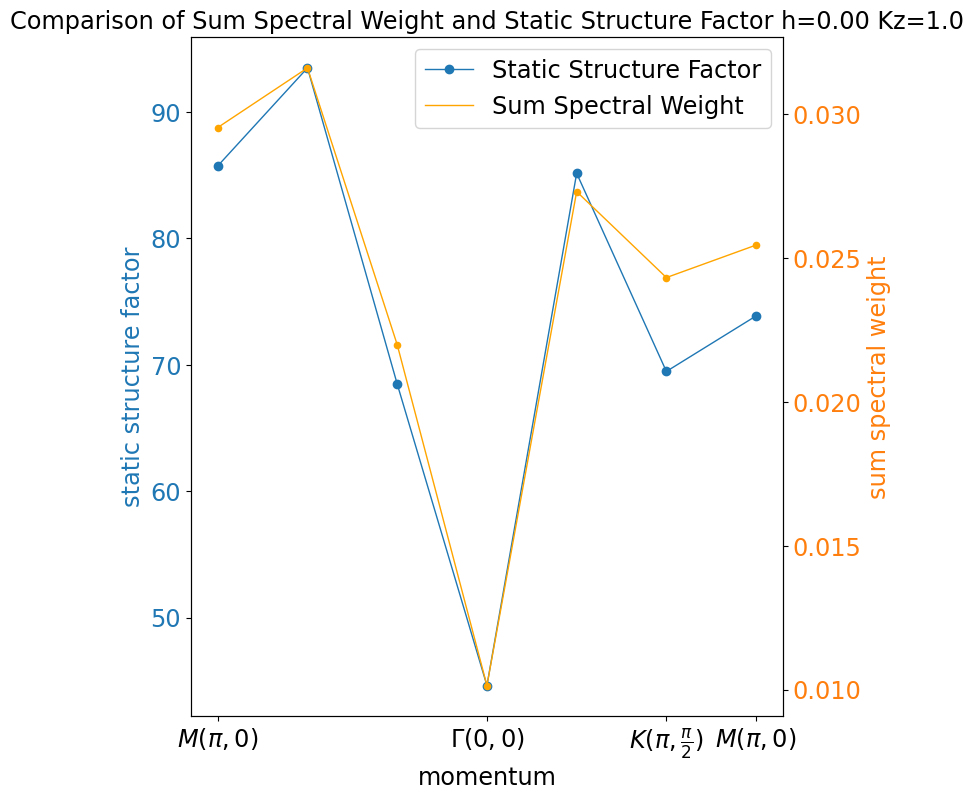 Comparison of Sum Spectral Weight and Static Structure Factor h=0.00 Kz=1.0
Static Structure Factor
Sum Spectral Weight
90
80
70
60
50
static structure factor
0.030
0.025
0.020
0.015
0.010
sum spectral weight
M(π, 0)
Γ(0, 0)
K(π, π/2)
M(π, 0)
momentum